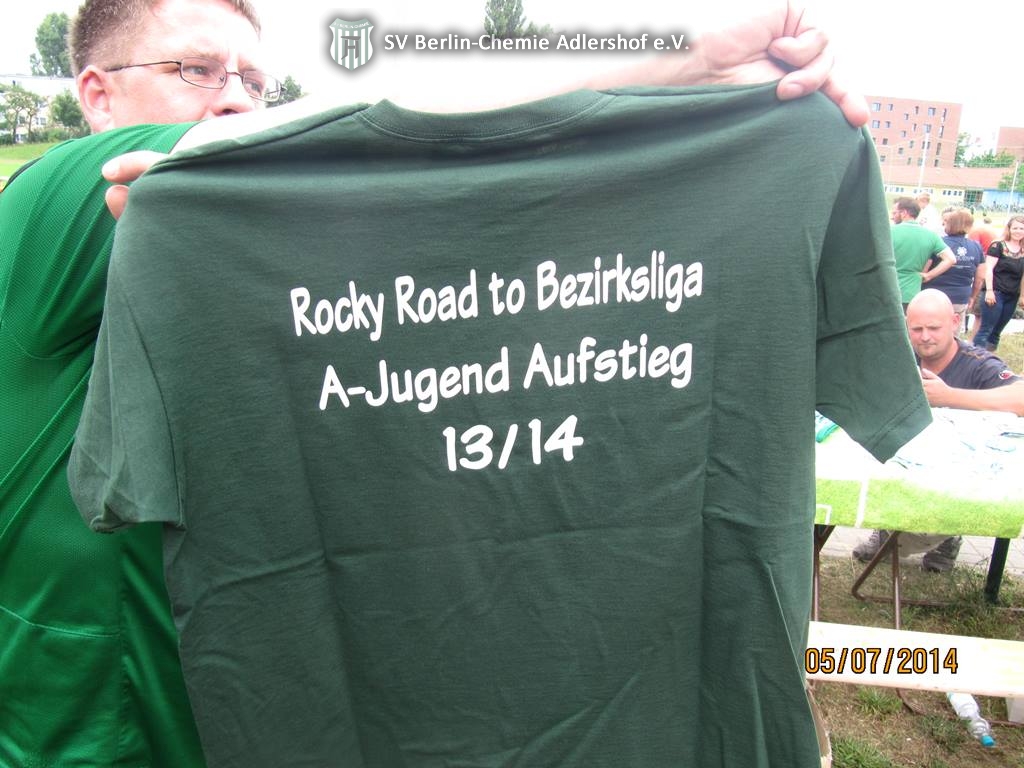 SV Berlin-Chemie Adlershof e.V.
Rocky Road to Bezirksliga
A-Jugend Aufstieg
13/14
05/07/2014